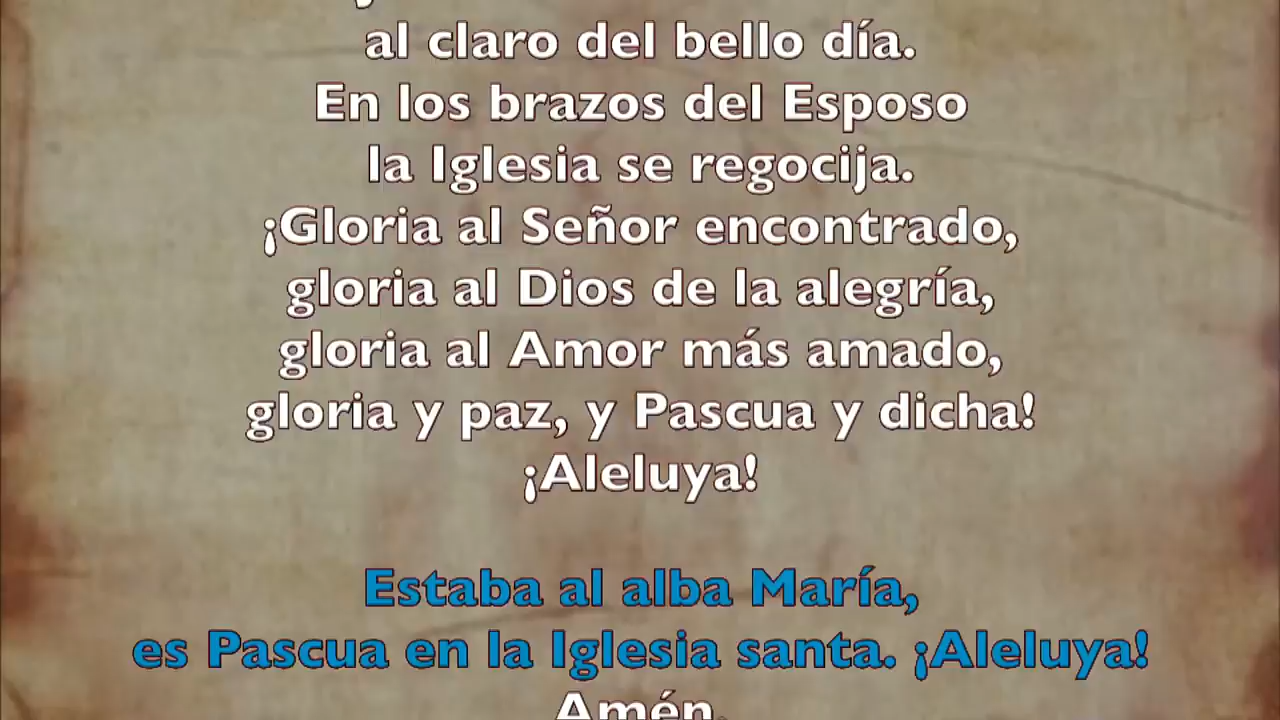 al claro del bello día.
En los brazos del Esposo
la Iglesia se regocija.
¡Gloria al Señor encontrado,
gloria al Dios de la alegría,
gloria al Amor más amado,
gloria y paz, y Pascua y dicha!
¡Aleluya!
Estaba al alba María,
es Pascua en la Iglesia santa. ¡Aleluya!
Amén.